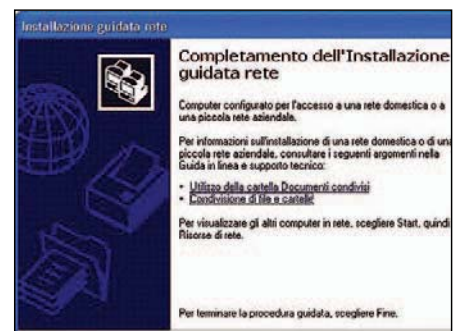 Installazione guidata rete
Completamento dell'Installazione
guidata rete
Computer configurato per l'accesso a una rete domestica o a
una piccola rete aziendale.
Per informazioni sull'installazione di una rete domestica o di una
piccola rete aziendale, consultare i seguenti argomenti nella
Guida in linea e supporto tecnico:
• Utilizzo della cartella Documenti condivisi
• Condivisione di file e cartelle
Per visualizzare gli altri computer in rete, scegliere Start, quindi
Risorse di rete.
Per terminare la procedura guidata, scegliere Fine.